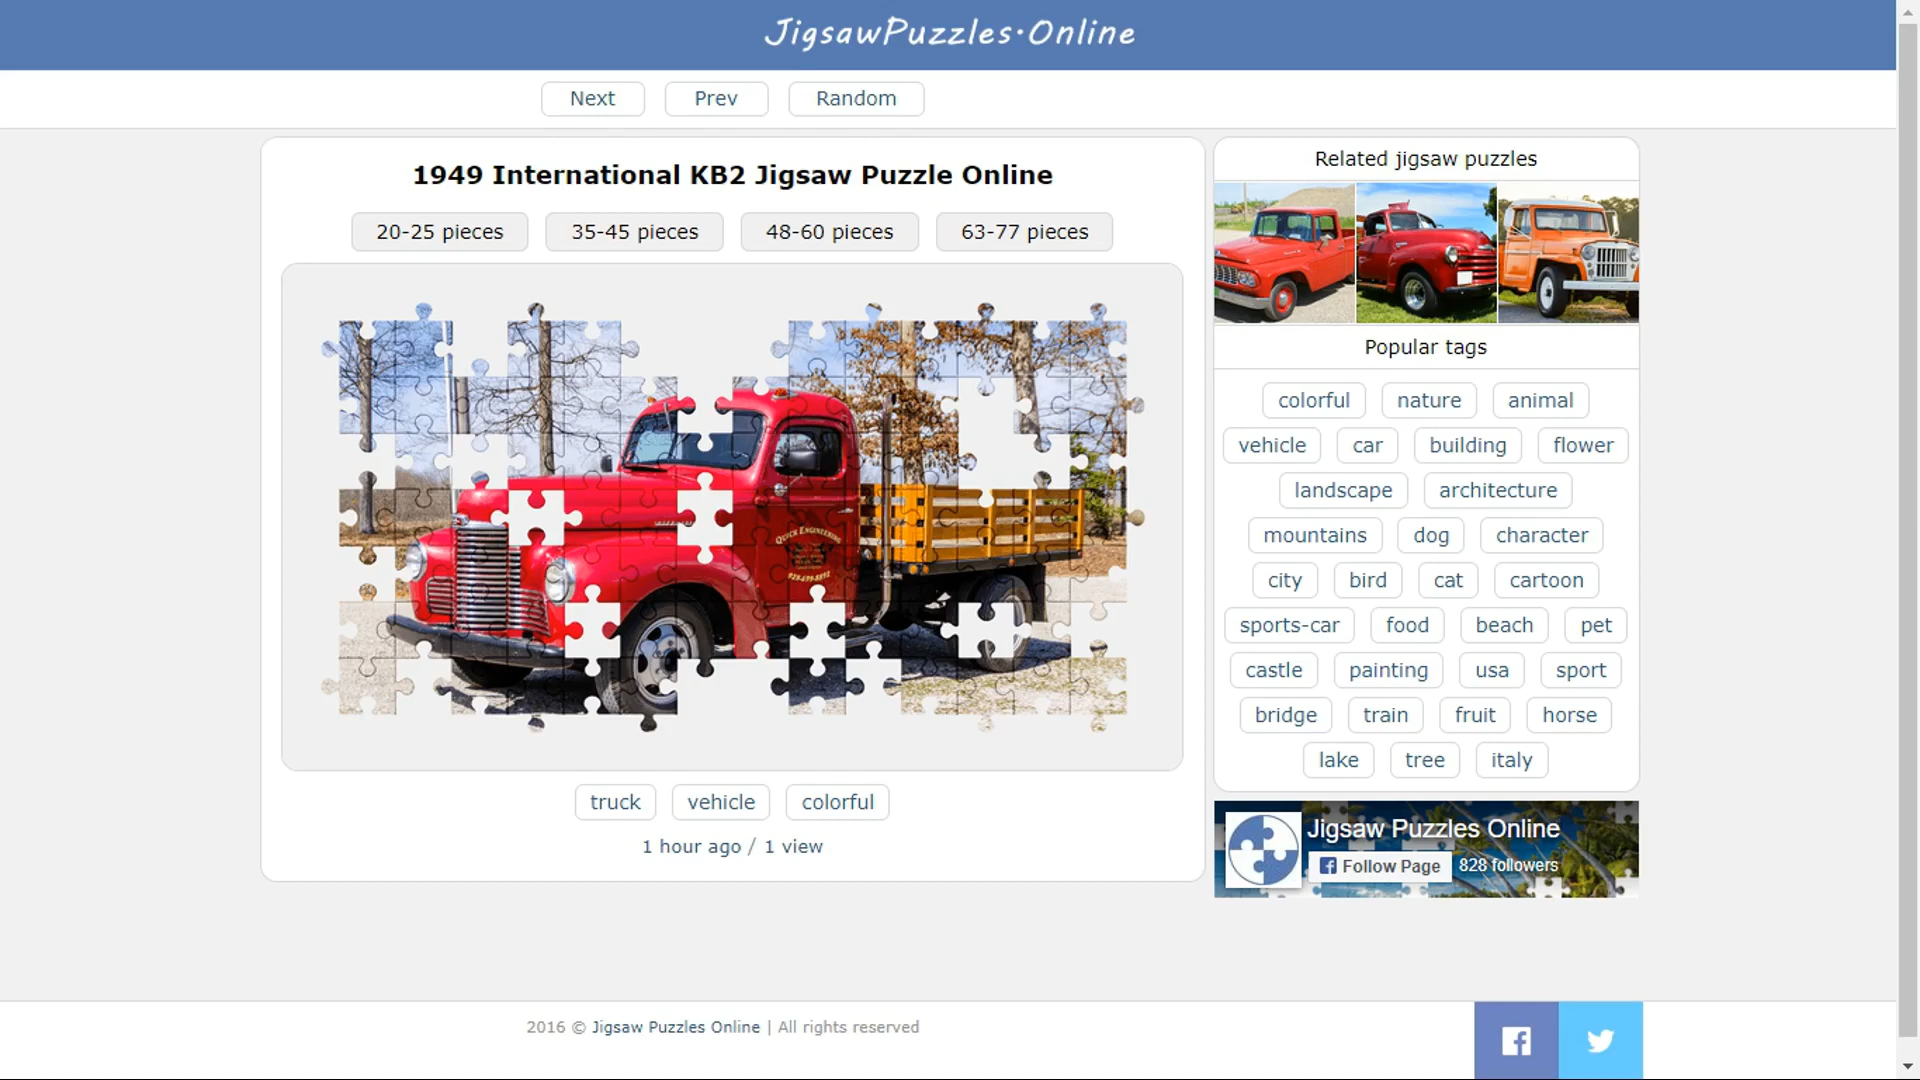 JigsawPuzzles·Online
Next Prev Random
1949 International KB2 Jigsaw Puzzle Online
20-25 pieces 35-45 pieces 48-60 pieces 63-77 pieces
QUICK ENGINEERING
truck vehicle colorful
1 hour ago / 1 view
Related jigsaw puzzles
Popular tags
colorful nature animal
vehicle car building flower
landscape architecture
mountains dog character
city bird cat cartoon
sports-car food beach pet
castle painting usa sport
bridge train fruit horse
lake tree italy
Jigsaw Puzzles Online
Follow Page 828 followers
2016 © Jigsaw Puzzles Online | All rights reserved